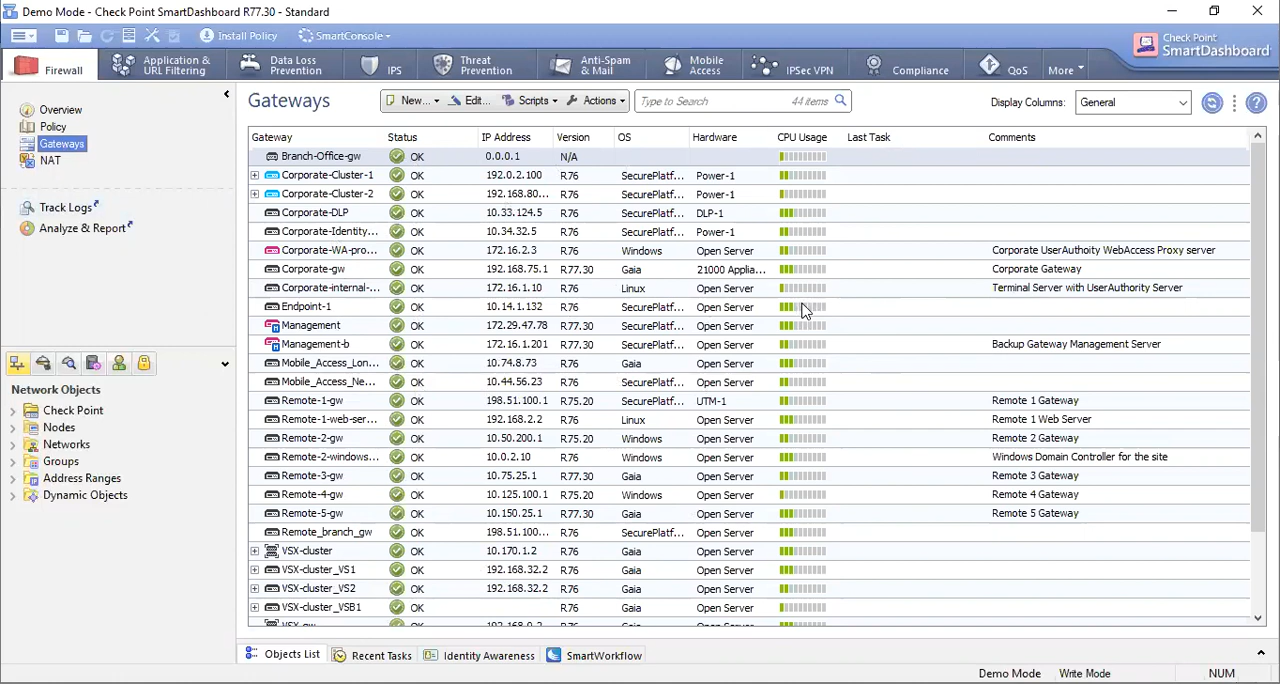 Demo Mode - Check Point SmartDashboard R77.30 - Standard
Install Policy SmartConsole
Check Point
SmartDashboard
Firewall
Application &
URL Filtering
Data Loss
Prevention
IPS
Threat
Prevention
Anti-Spam
& Mail
Mobile
Access
IPSec VPN
Compliance
QoS
More
Overview
Policy
Gateways
NAT
Track Logs
Analyze & Report
Network Objects
Check Point
Nodes
Networks
Groups
Address Ranges
Dynamic Objects
Gateways
New... Edit... Scripts Actions Type to Search 44 items Display Columns: General
Gateway Status IP Address Version OS Hardware CPU Usage Last Task Comments
Branch-Office-gw OK 0.0.0.1 N/A
Corporate-Cluster-1 OK 192.0.2.100 R76 SecurePlatf... Power-1
Corporate-Cluster-2 OK 192.168.80... R76 SecurePlatf... Power-1
Corporate-DLP OK 10.33.124.5 R76 SecurePlatf... DLP-1
Corporate-Identity... OK 10.34.32.5 R76 SecurePlatf... Power-1
Corporate-WA-pro... OK 172.16.2.3 R76 Windows Open Server Corporate UserAuthoity WebAccess Proxy server
Corporate-gw OK 192.168.75.1 R77.30 Gaia 21000 Applia... Corporate Gateway
Corporate-internal-... OK 172.16.1.10 R76 Linux Open Server Terminal Server with UserAuthority Server
Endpoint-1 OK 10.14.1.132 R76 SecurePlatf... Open Server
Management OK 172.29.47.78 R77.30 SecurePlatf... Open Server
Management-b OK 172.16.1.201 R77.30 SecurePlatf... Open Server Backup Gateway Management Server
Mobile_Access_Lon... OK 10.74.8.73 R76 Gaia Open Server
Mobile_Access_Ne... OK 10.44.56.23 R76 SecurePlatf... Open Server
Remote-1-gw OK 198.51.100.1 R75.20 SecurePlatf... UTM-1 Remote 1 Gateway
Remote-1-web-ser... OK 192.168.2.2 R76 Linux Open Server Remote 1 Web Server
Remote-2-gw OK 10.50.200.1 R75.20 Windows Open Server Remote 2 Gateway
Remote-2-windows... OK 10.0.2.10 R76 Windows Open Server Windows Domain Controller for the site
Remote-3-gw OK 10.75.25.1 R77.30 Gaia Open Server Remote 3 Gateway
Remote-4-gw OK 10.125.100.1 R75.20 Windows Open Server Remote 4 Gateway
Remote-5-gw OK 10.150.25.1 R77.30 Gaia Open Server Remote 5 Gateway
Remote_branch_gw OK 198.51.100... R76 SecurePlatf... Open Server
VSX-cluster OK 10.170.1.2 R76 Gaia Open Server
VSX-cluster_VS1 OK 192.168.32.2 R76 Gaia Open Server
VSX-cluster_VS2 OK 192.168.32.2 R76 Gaia Open Server
VSX-cluster_VSB1 OK R76 Gaia Open Server
Objects List Recent Tasks Identity Awareness SmartWorkflow
Demo Mode Write Mode NUM